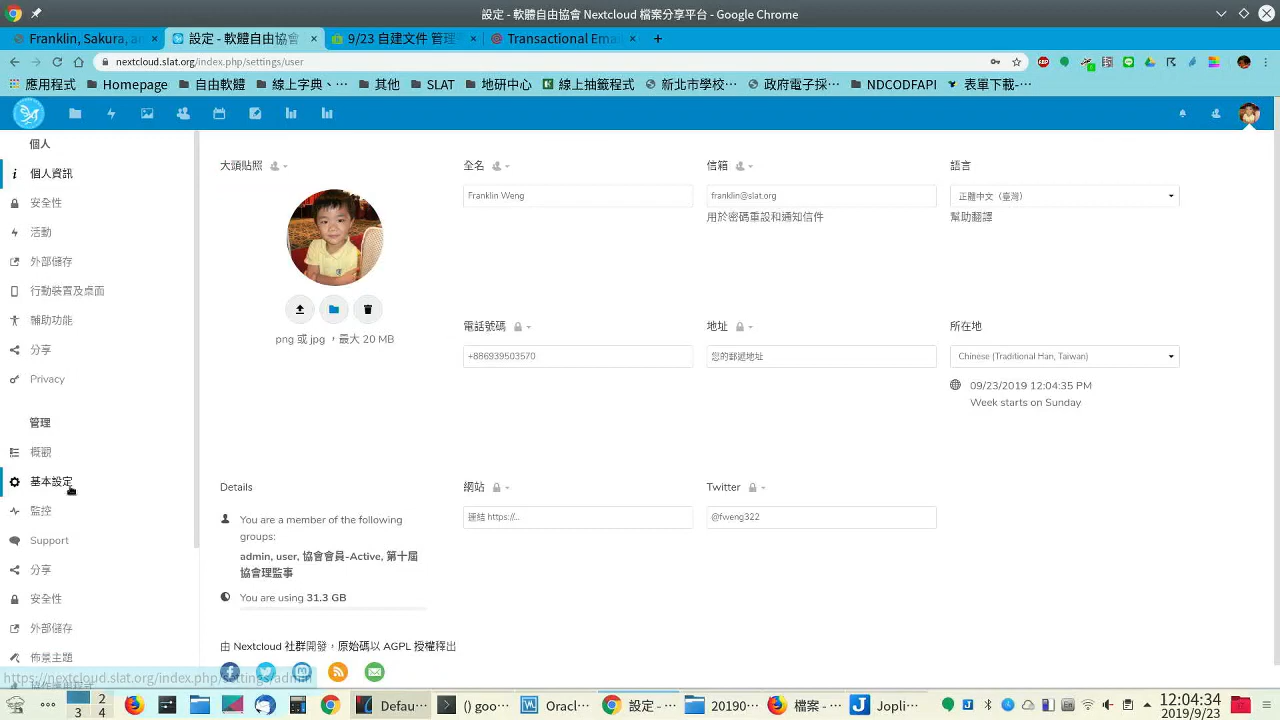 設定 - 軟體自由協會 Nextcloud 檔案分享平台 - Google Chrome
Franklin, Sakura, an
設定 - 軟體自由協會
9/23 自建文件 管理
Transactional Ema
nextcloud.slat.org/index.php/settings/user
應用程式
Homepage
自由軟體
線上字典、…
其他
SLAT
地研中心
線上抽籤程式
新北市學校…
政府電子採…
NDCODFAPI
表單下載-…
個人
個人資訊
安全性
活動
外部儲存
行動裝置及桌面
輔助功能
分享
Privacy
管理
概觀
基本設定
監控
Support
分享
安全性
外部儲存
佈景主題
協作應用程式
https://nextcloud.slat.org/index.php/settings/admin
大頭貼照
png 或 jpg ，最大 20 MB
全名
Franklin Weng
信箱
franklin@slat.org
用於密碼重設和通知信件
語言
正體中文（臺灣）
幫助翻譯
電話號碼
+886939503570
地址
您的郵遞地址
所在地
Chinese (Traditional Han, Taiwan)
09/23/2019 12:04:35 PM
Week starts on Sunday
Details
You are a member of the following
groups:
admin, user, 協會會員-Active, 第十屆
協會理監事
You are using 31.3 GB
網站
連結 https://…
Twitter
@fweng322
由 Nextcloud 社群開發，原始碼以 AGPL 授權釋出
2
3 4
Defau…
() goo…
Oracl…
設定 -…
20190…
檔案 -…
Jopli…
12:04:34
2019/9/23